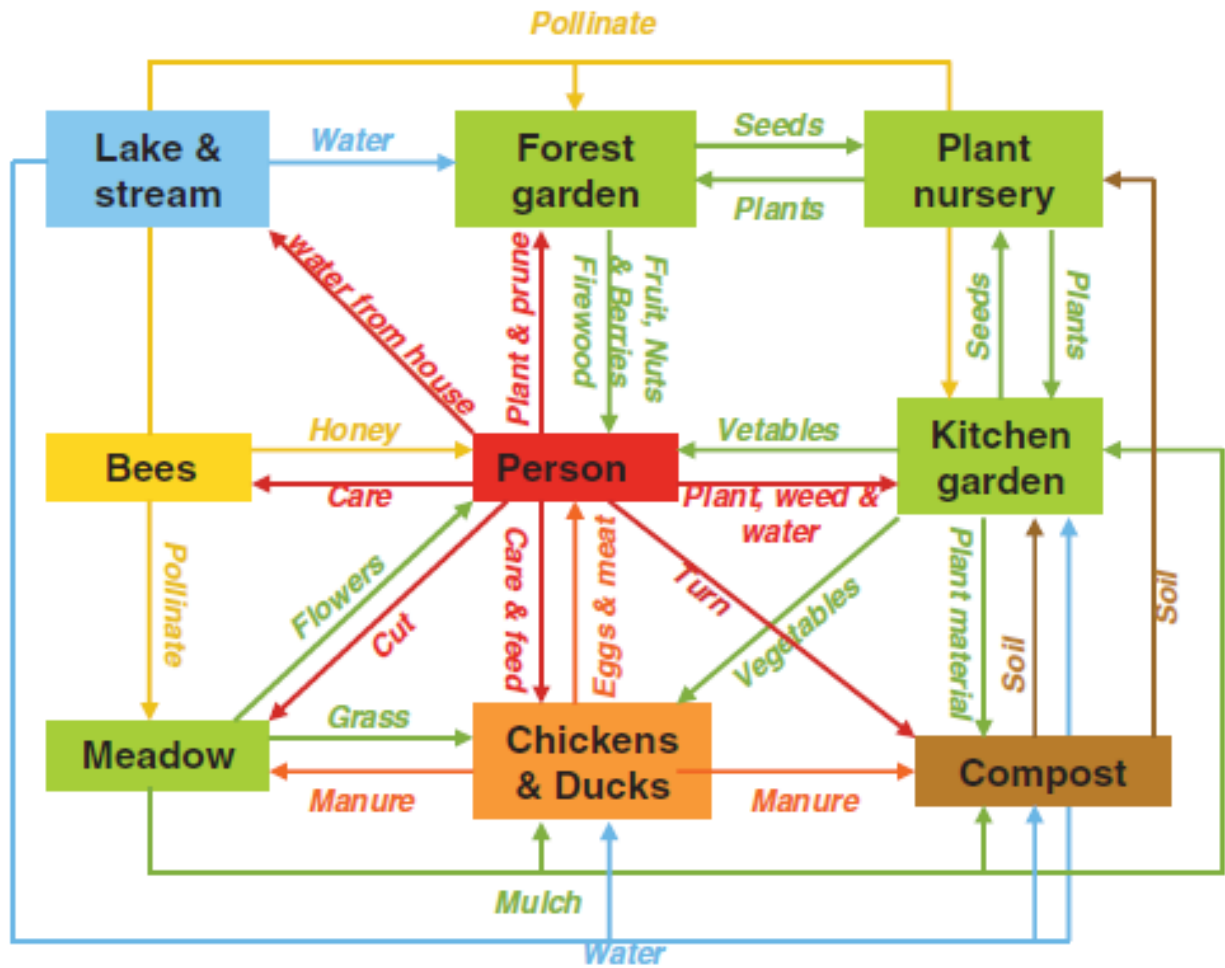 Pollinate
Lake &
stream
Water
Forest
garden
Seeds
Plants
Plant
nursery
water from house
Plant & prune
Fruit, Nuts
& Berries
Firewood
Seeds
Plants
Bees
Honey
Care
Person
Vetables
Plant, weed &
water
Kitchen
garden
Pollinate
Flowers
Cut
Care & feed
Eggs & meat
Turn
Vegetables
Plant material
Soil
Soil
Meadow
Grass
Manure
Chickens
& Ducks
Manure
Compost
Mulch
Water